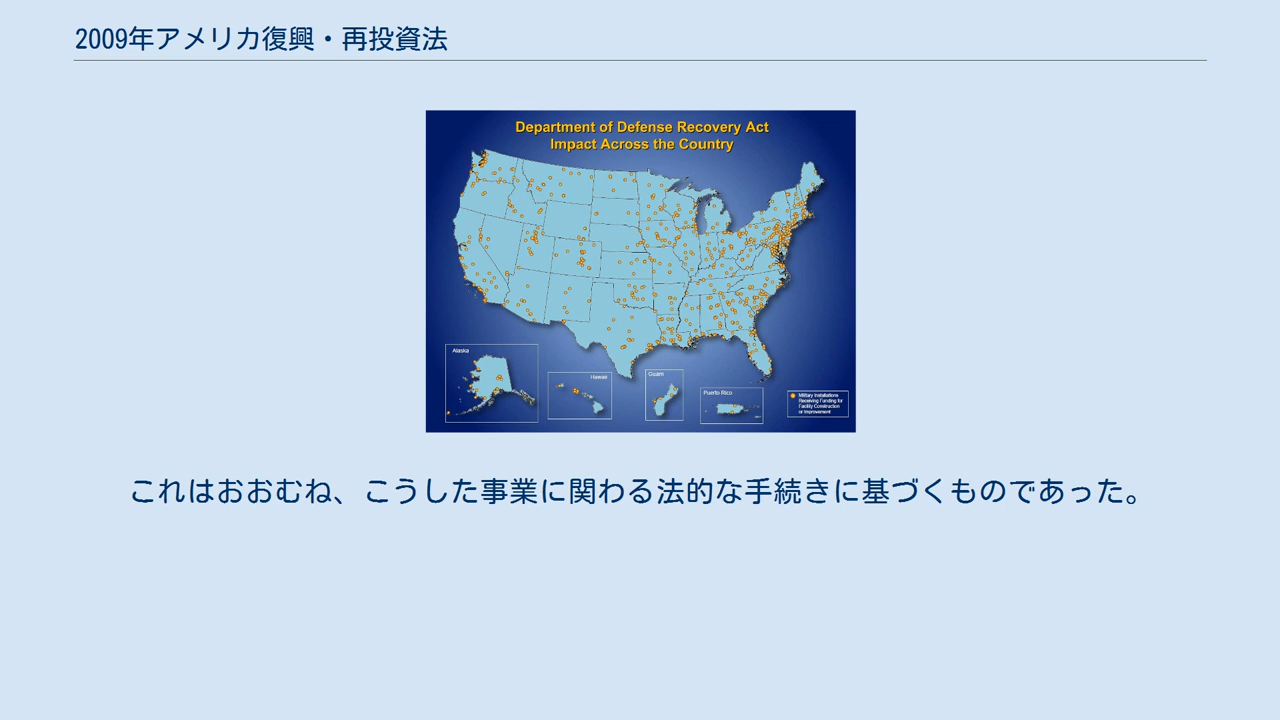 2009年アメリカ復興・再投資法
Department of Defense Recovery Act
Impact Across the Country
Alaska
Hawaii
Guam
Puerto Rico
Military Installations
Receiving Funding for
Facility Construction
or Improvement
これはおおむね、こうした事業に関わる法的な手続きに基づくものであった。